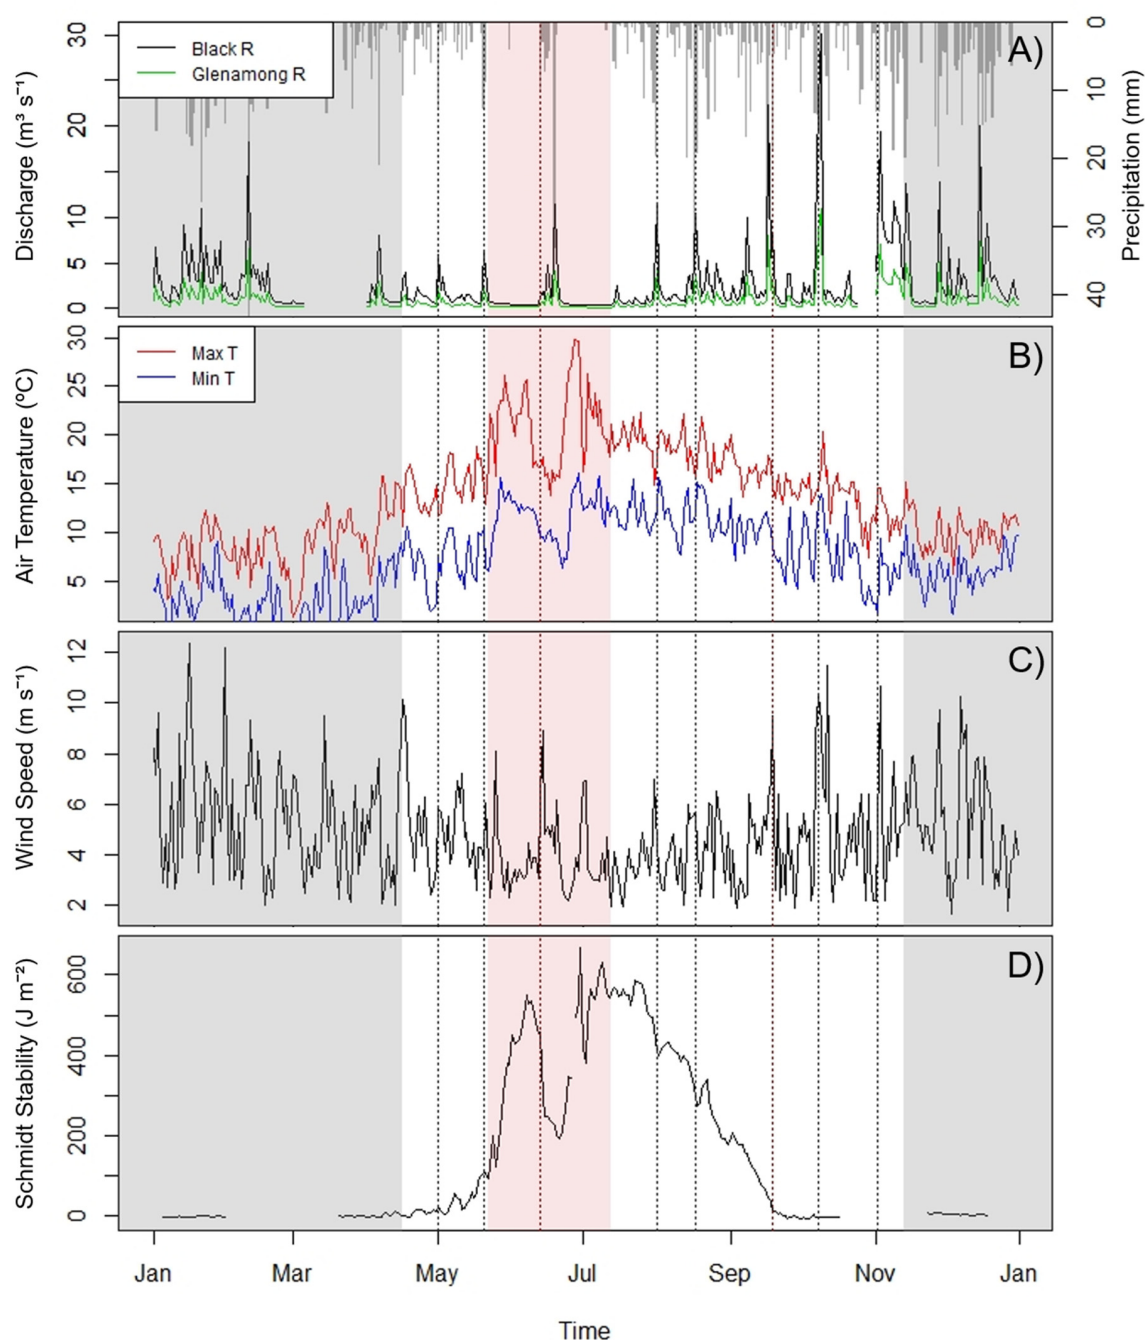 A)
Black R
Glenamong R
Discharge (m³ s⁻¹)
30
20
10
5
0
Precipitation (mm)
0
10
20
30
40
B)
Max T
Min T
Air Temperature (ºC)
30
25
20
15
10
5
C)
Wind Speed (m s⁻¹)
12
10
8
6
4
2
D)
Schmidt Stability (J m⁻²)
600
400
200
0
Jan Mar May Jul Sep Nov Jan
Time